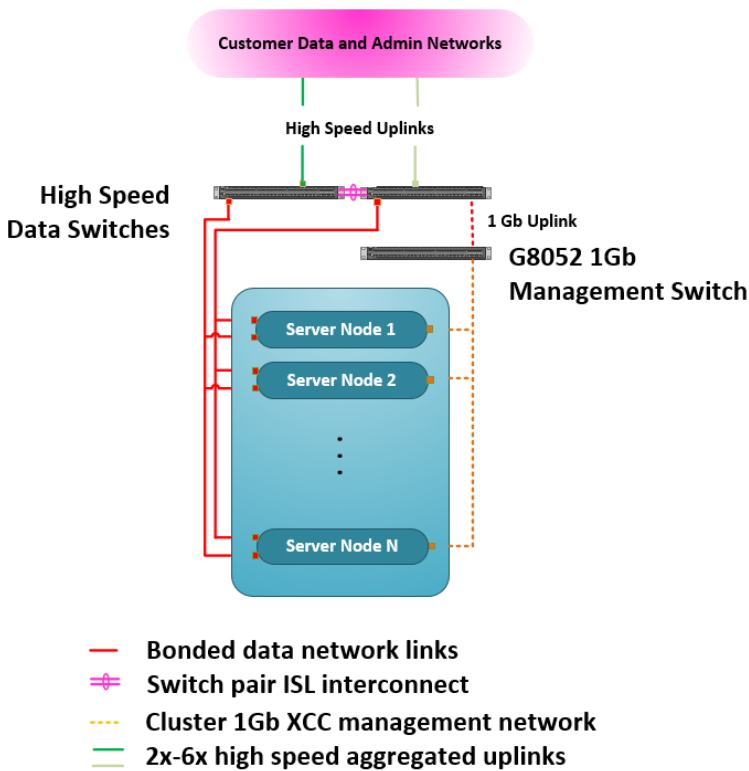 Customer Data and Admin Networks
High Speed Uplinks
High Speed
Data Switches
1 Gb Uplink
G8052 1Gb
Management Switch
Server Node 1
Server Node 2
Server Node N
Bonded data network links
Switch pair ISL interconnect
Cluster 1Gb XCC management network
2x-6x high speed aggregated uplinks